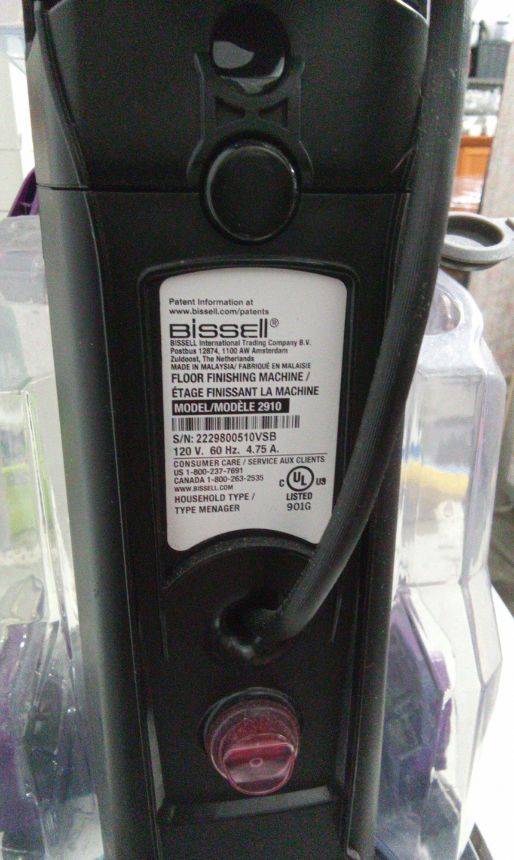 Patent Information at
www.bissell.com/patents
BISSELL®
BISSELL International Trading Company B.V.
Postbus 12874, 1100 AW Amsterdam
Zuidoost, The Netherlands
MADE IN MALAYSIA/ FABRIQUÉ EN MALAISIE
FLOOR FINISHING MACHINE /
ÉTAGE FINISSANT LA MACHINE
MODEL/MODÈLE 2910
S/N: 2229800510VSB
120 V. 60 Hz. 4.75 A.
CONSUMER CARE / SERVICE AUX CLIENTS
US 1-800-237-7691
CANADA 1-800-263-2535
www.BISSELL.COM
HOUSEHOLD TYPE /
TYPE MENAGER
C UL US
LISTED
901G